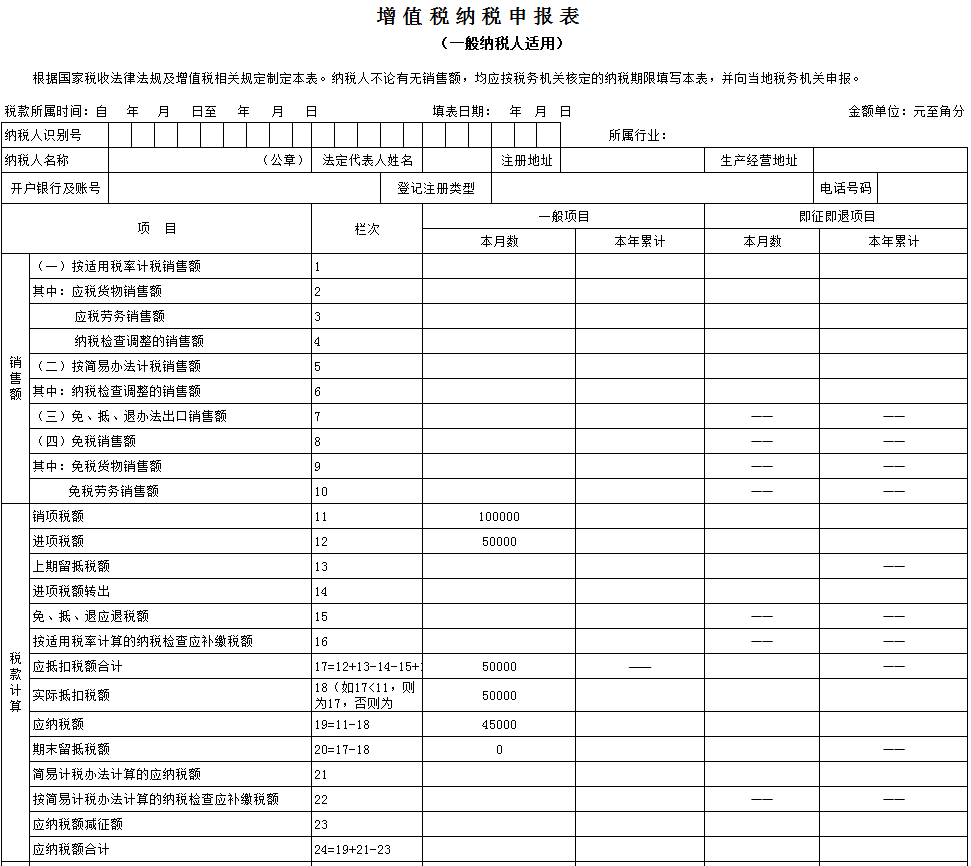 增值税纳税申报表
（一般纳税人适用）
根据国家税收法律法规及增值税相关规定制定本表。纳税人不论有无销售额，均应按税务机关核定的纳税期限填写本表，并向当地税务机关申报。
税款所属时间：自 年 月 日至 年 月 日 填表日期： 年 月 日 金额单位：元至角分
纳税人识别号 所属行业：
纳税人名称 （公章） 法定代表人姓名 注册地址 生产经营地址
开户银行及账号 登记注册类型 电话号码
项 目 栏次 一般项目 即征即退项目
本月数 本年累计 本月数 本年累计
销售额
（一）按适用税率计税销售额 1
其中：应税货物销售额 2
应税劳务销售额 3
纳税检查调整的销售额 4
（二）按简易办法计税销售额 5
其中：纳税检查调整的销售额 6
（三）免、抵、退办法出口销售额 7 —— ——
（四）免税销售额 8 —— ——
其中：免税货物销售额 9 —— ——
免税劳务销售额 10 —— ——
税款计算
销项税额 11 100000
进项税额 12 50000
上期留抵税额 13 ——
进项税额转出 14
免、抵、退应退税额 15 —— ——
按适用税率计算的纳税检查应补缴税额 16 —— ——
应抵扣税额合计 17=12+13-14-15+ 50000 —— ——
实际抵扣税额 18（如17<11，则为17，否则为 50000
应纳税额 19=11-18 45000
期末留抵税额 20=17-18 0 ——
简易计税办法计算的应纳税额 21
按简易计税办法计算的纳税检查应补缴税额 22 —— ——
应纳税额减征额 23
应纳税额合计 24=19+21-23